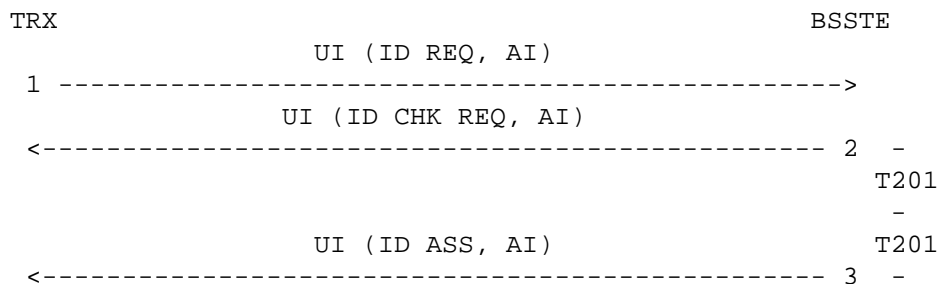 TRX                                               BSSTE
                   UI (ID REQ, AI)
 1 ------------------------------------------------->
                 UI (ID CHK REQ, AI)
 <------------------------------------------------- 2  -
                                                      T201
                                                       -
                   UI (ID ASS, AI)                    T201
 <------------------------------------------------- 3  -